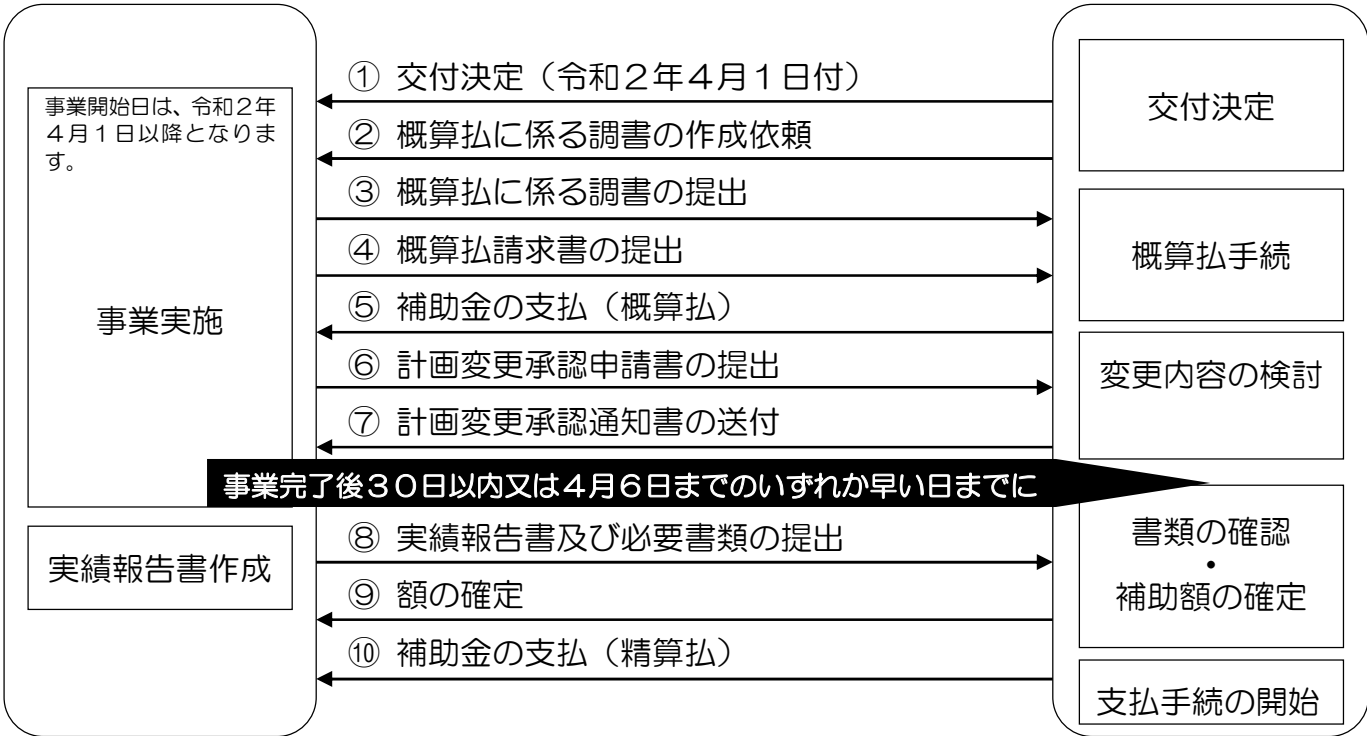 事業開始日は、令和２年
４月１日以降となりま
す。
事業実施
実績報告書作成
① 交付決定（令和２年４月１日付）
② 概算払に係る調書の作成依頼
③ 概算払に係る調書の提出
④ 概算払請求書の提出
⑤ 補助金の支払（概算払）
⑥ 計画変更承認申請書の提出
⑦ 計画変更承認通知書の送付
事業完了後３０日以内又は４月６日までのいずれか早い日までに
⑧ 実績報告書及び必要書類の提出
⑨ 額の確定
⑩ 補助金の支払（精算払）
交付決定
概算払手続
変更内容の検討
書類の確認
・
補助額の確定
支払手続の開始